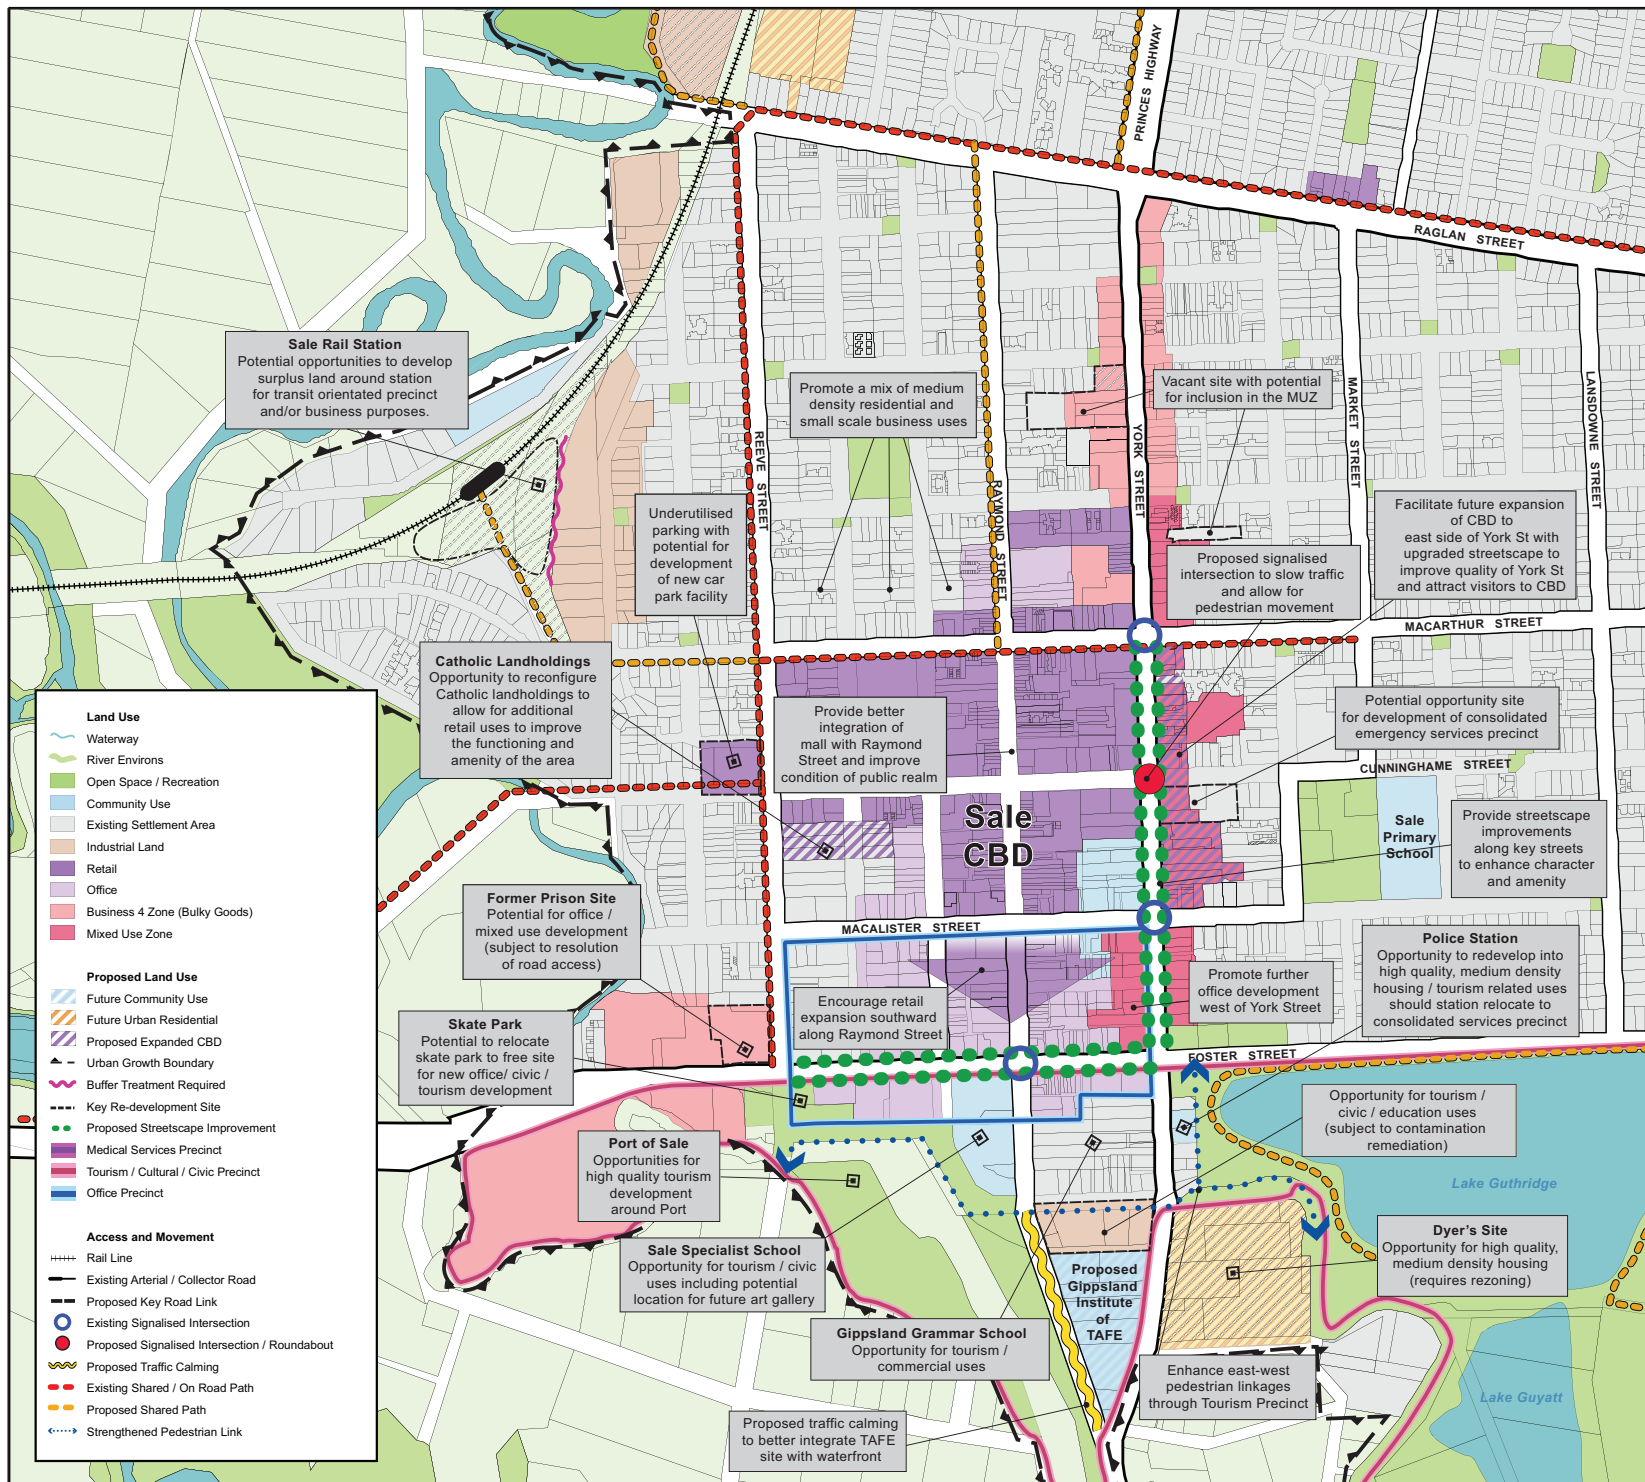 PRINCES HIGHWAY
RAGLAN STREET
Sale Rail Station
Potential opportunities to develop
surplus land around station
for transit orientated precinct
and/or business purposes.
Promote a mix of medium
density residential and
small scale business uses
Vacant site with potential
for inclusion in the MUZ
REEVE STREET
RAYMOND STREET
YORK STREET
MARKET STREET
LANSDOWNE STREET
Underutilised
parking with
potential for
development
of new car
park facility
Proposed signalised
intersection to slow traffic
and allow for
pedestrian movement
Facilitate future expansion
of CBD to
east side of York St with
upgraded streetscape to
improve quality of York St
and attract visitors to CBD
MACARTHUR STREET
Catholic Landholdings
Opportunity to reconfigure
Catholic landholdings to
allow for additional
retail uses to improve
the functioning and
amenity of the area
Provide better
integration of
mall with Raymond
Street and improve
condition of public realm
Potential opportunity site
for development of consolidated
emergency services precinct
CUNNINGHAME STREET
Sale
CBD
Sale
Primary
School
Provide streetscape
improvements
along key streets
to enhance character
and amenity
Former Prison Site
Potential for office /
mixed use development
(subject to resolution
of road access)
MACALISTER STREET
Police Station
Opportunity to redevelop into
high quality, medium density
housing / tourism related uses
should station relocate to
consolidated services precinct
Promote further
office development
west of York Street
Encourage retail
expansion southward
along Raymond Street
Skate Park
Potential to relocate
skate park to free site
for new office/ civic /
tourism development
FOSTER STREET
Opportunity for tourism /
civic / education uses
(subject to contamination
remediation)
Port of Sale
Opportunities for
high quality tourism
development
around Port
Lake Guthridge
Dyer's Site
Opportunity for high quality,
medium density housing
(requires rezoning)
Sale Specialist School
Opportunity for tourism / civic
uses including potential
location for future art gallery
Proposed
Gippsland
Institute
of
TAFE
Gippsland Grammar School
Opportunity for tourism /
commercial uses
Enhance east-west
pedestrian linkages
through Tourism Precinct
Lake Guyatt
Proposed traffic calming
to better integrate TAFE
site with waterfront
Land Use
Waterway
River Environs
Open Space / Recreation
Community Use
Existing Settlement Area
Industrial Land
Retail
Office
Business 4 Zone (Bulky Goods)
Mixed Use Zone
Proposed Land Use
Future Community Use
Future Urban Residential
Proposed Expanded CBD
Urban Growth Boundary
Buffer Treatment Required
Key Re-development Site
Proposed Streetscape Improvement
Medical Services Precinct
Tourism / Cultural / Civic Precinct
Office Precinct
Access and Movement
Rail Line
Existing Arterial / Collector Road
Proposed Key Road Link
Existing Signalised Intersection
Proposed Signalised Intersection / Roundabout
Proposed Traffic Calming
Existing Shared / On Road Path
Proposed Shared Path
Strengthened Pedestrian Link